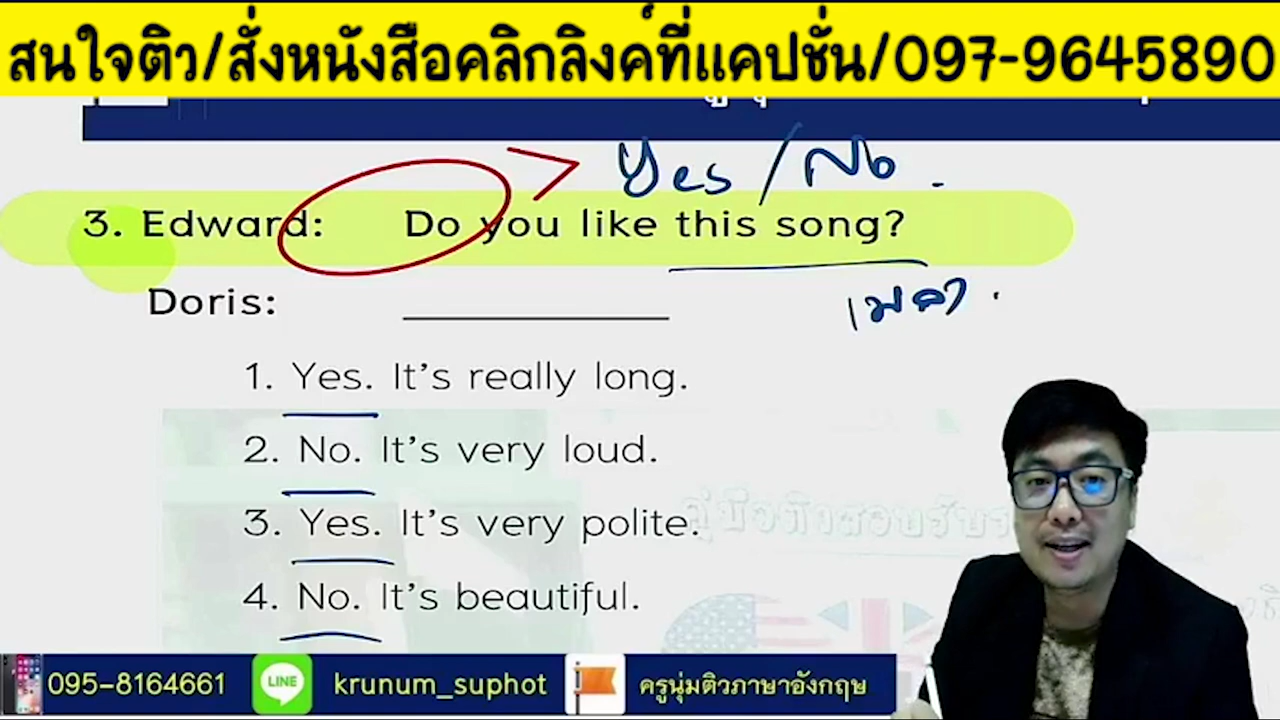 สนใจติว/สั่งหนังสือคลิกลิงค์ที่แคปชั่น/097-9645890
Yes/No.
3. Edward: Do you like this song?
Doris: ____________
เพลง
1. Yes. It's really long.
2. No. It's very loud.
3. Yes. It's very polite.
4. No. It's beautiful.
095-8164661 LINE krunum_suphot ครูนุ่มติวภาษาอังกฤษ